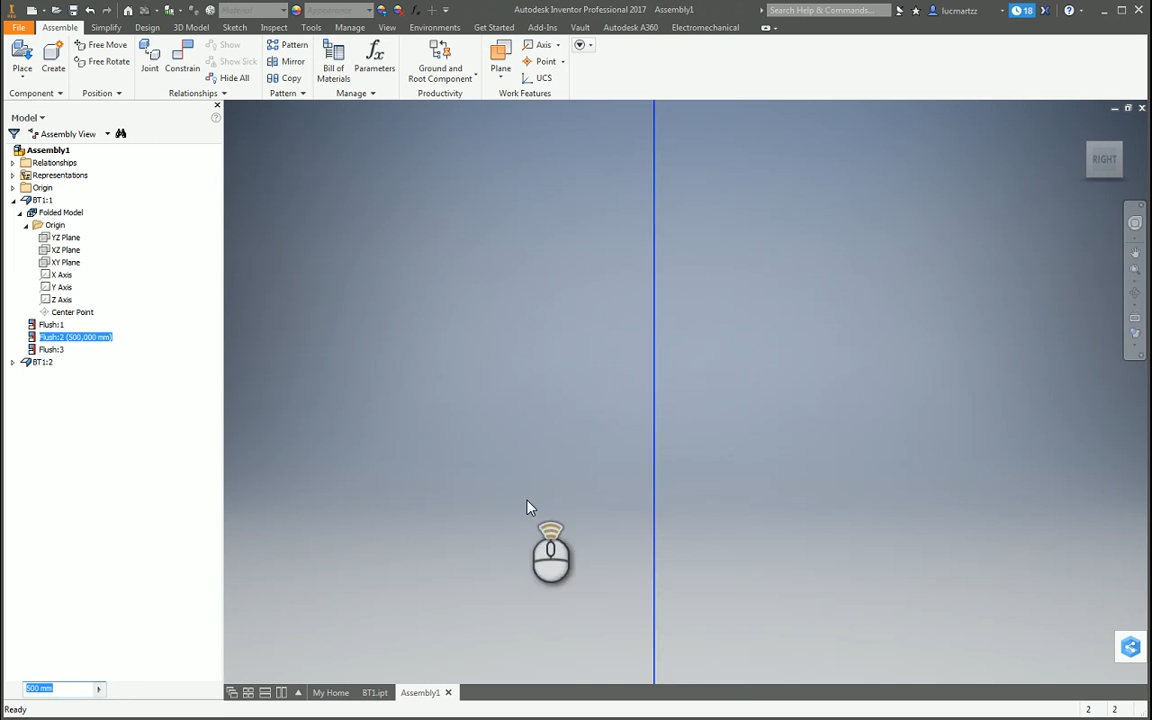 Material
Appearance
Autodesk Inventor Professional 2017 Assembly1
Search Help & Commands...
lucmartzz
18
File
Assemble
Simplify
Design
3D Model
Sketch
Inspect
Tools
Manage
View
Environments
Get Started
Add-Ins
Vault
Autodesk A360
Electromechanical
Place
Create
Free Move
Free Rotate
Joint
Constrain
Show
Show Sick
Hide All
Pattern
Mirror
Copy
Bill of
Materials
Parameters
Ground and
Root Component
Plane
Axis
Point
UCS
Component
Position
Relationships
Pattern
Manage
Productivity
Work Features
Model
Assembly View
Assembly1
Relationships
Representations
Origin
BT1:1
Folded Model
Origin
YZ Plane
XZ Plane
XY Plane
X Axis
Y Axis
Z Axis
Center Point
Flush:1
Flush:2 (500,000 mm)
Flush:3
BT1:2
RIGHT
500 mm
My Home
BT1.ipt
Assembly1
Ready
2
2